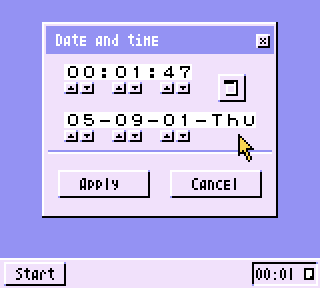 Date and time
00:01:47
05-09-01-Thu
Apply Cancel
Start 00:01